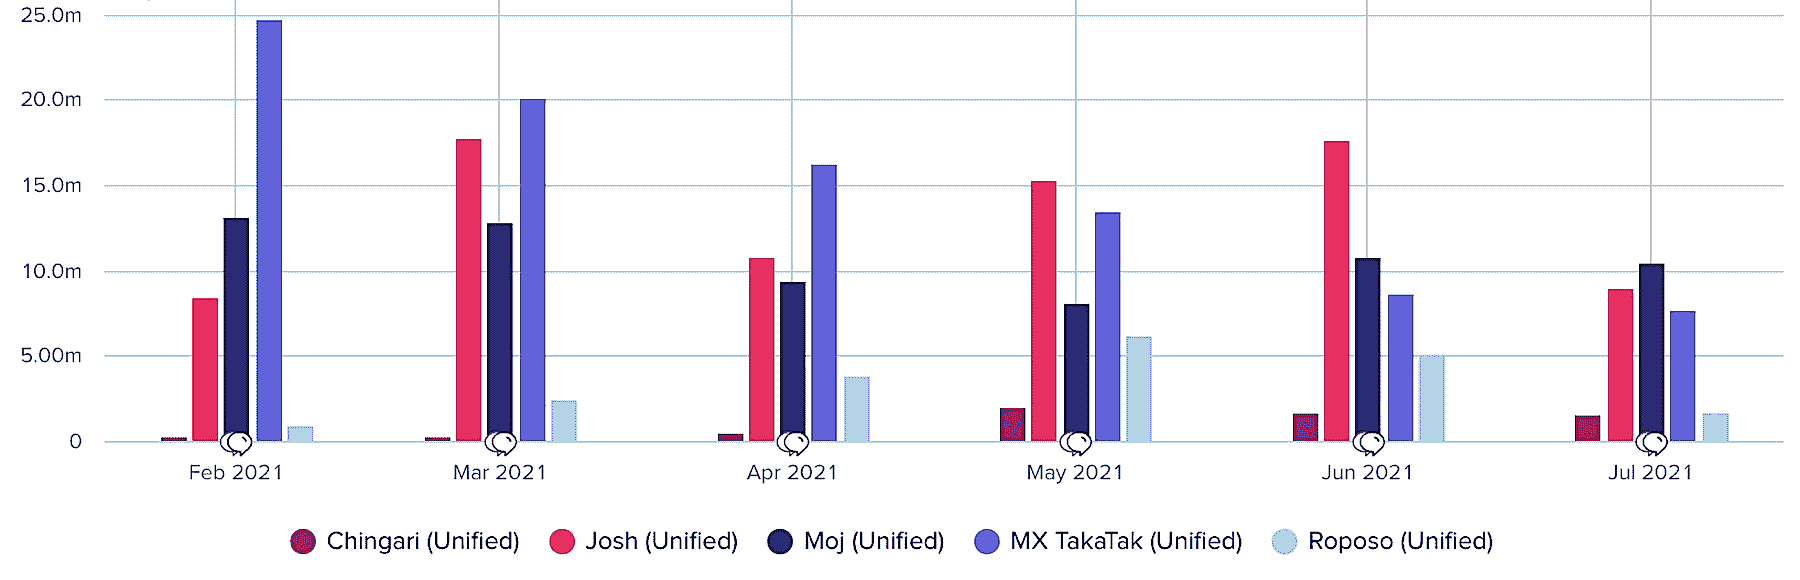 25.0m
20.0m
15.0m
10.0m
5.00m
0
Feb 2021 Mar 2021 Apr 2021 May 2021 Jun 2021 Jul 2021
Chingari (Unified) Josh (Unified) Moj (Unified) MX TakaTak (Unified) Roposo (Unified)